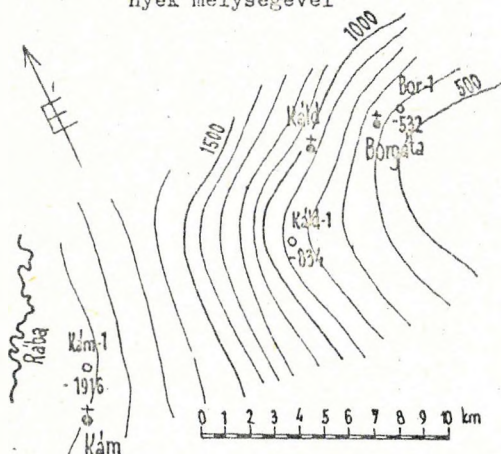 nyek mélységével
1000
Bor-1
500
-532
Borgáta
Káld
1500
Káld-1
-834
Rába
Kám-1
-1916
Kám
0 1 2 3 4 5 6 7 8 9 10 km